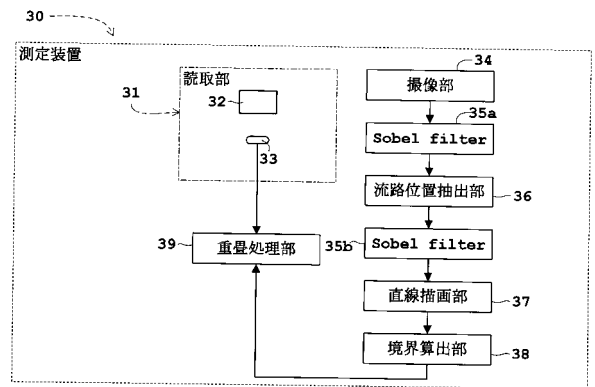 30
測定装置
読取部
31
32
33
34
撮像部
35a
Sobel filter
流路位置抽出部
36
35b
Sobel filter
39
重畳処理部
直線描画部
37
境界算出部
38